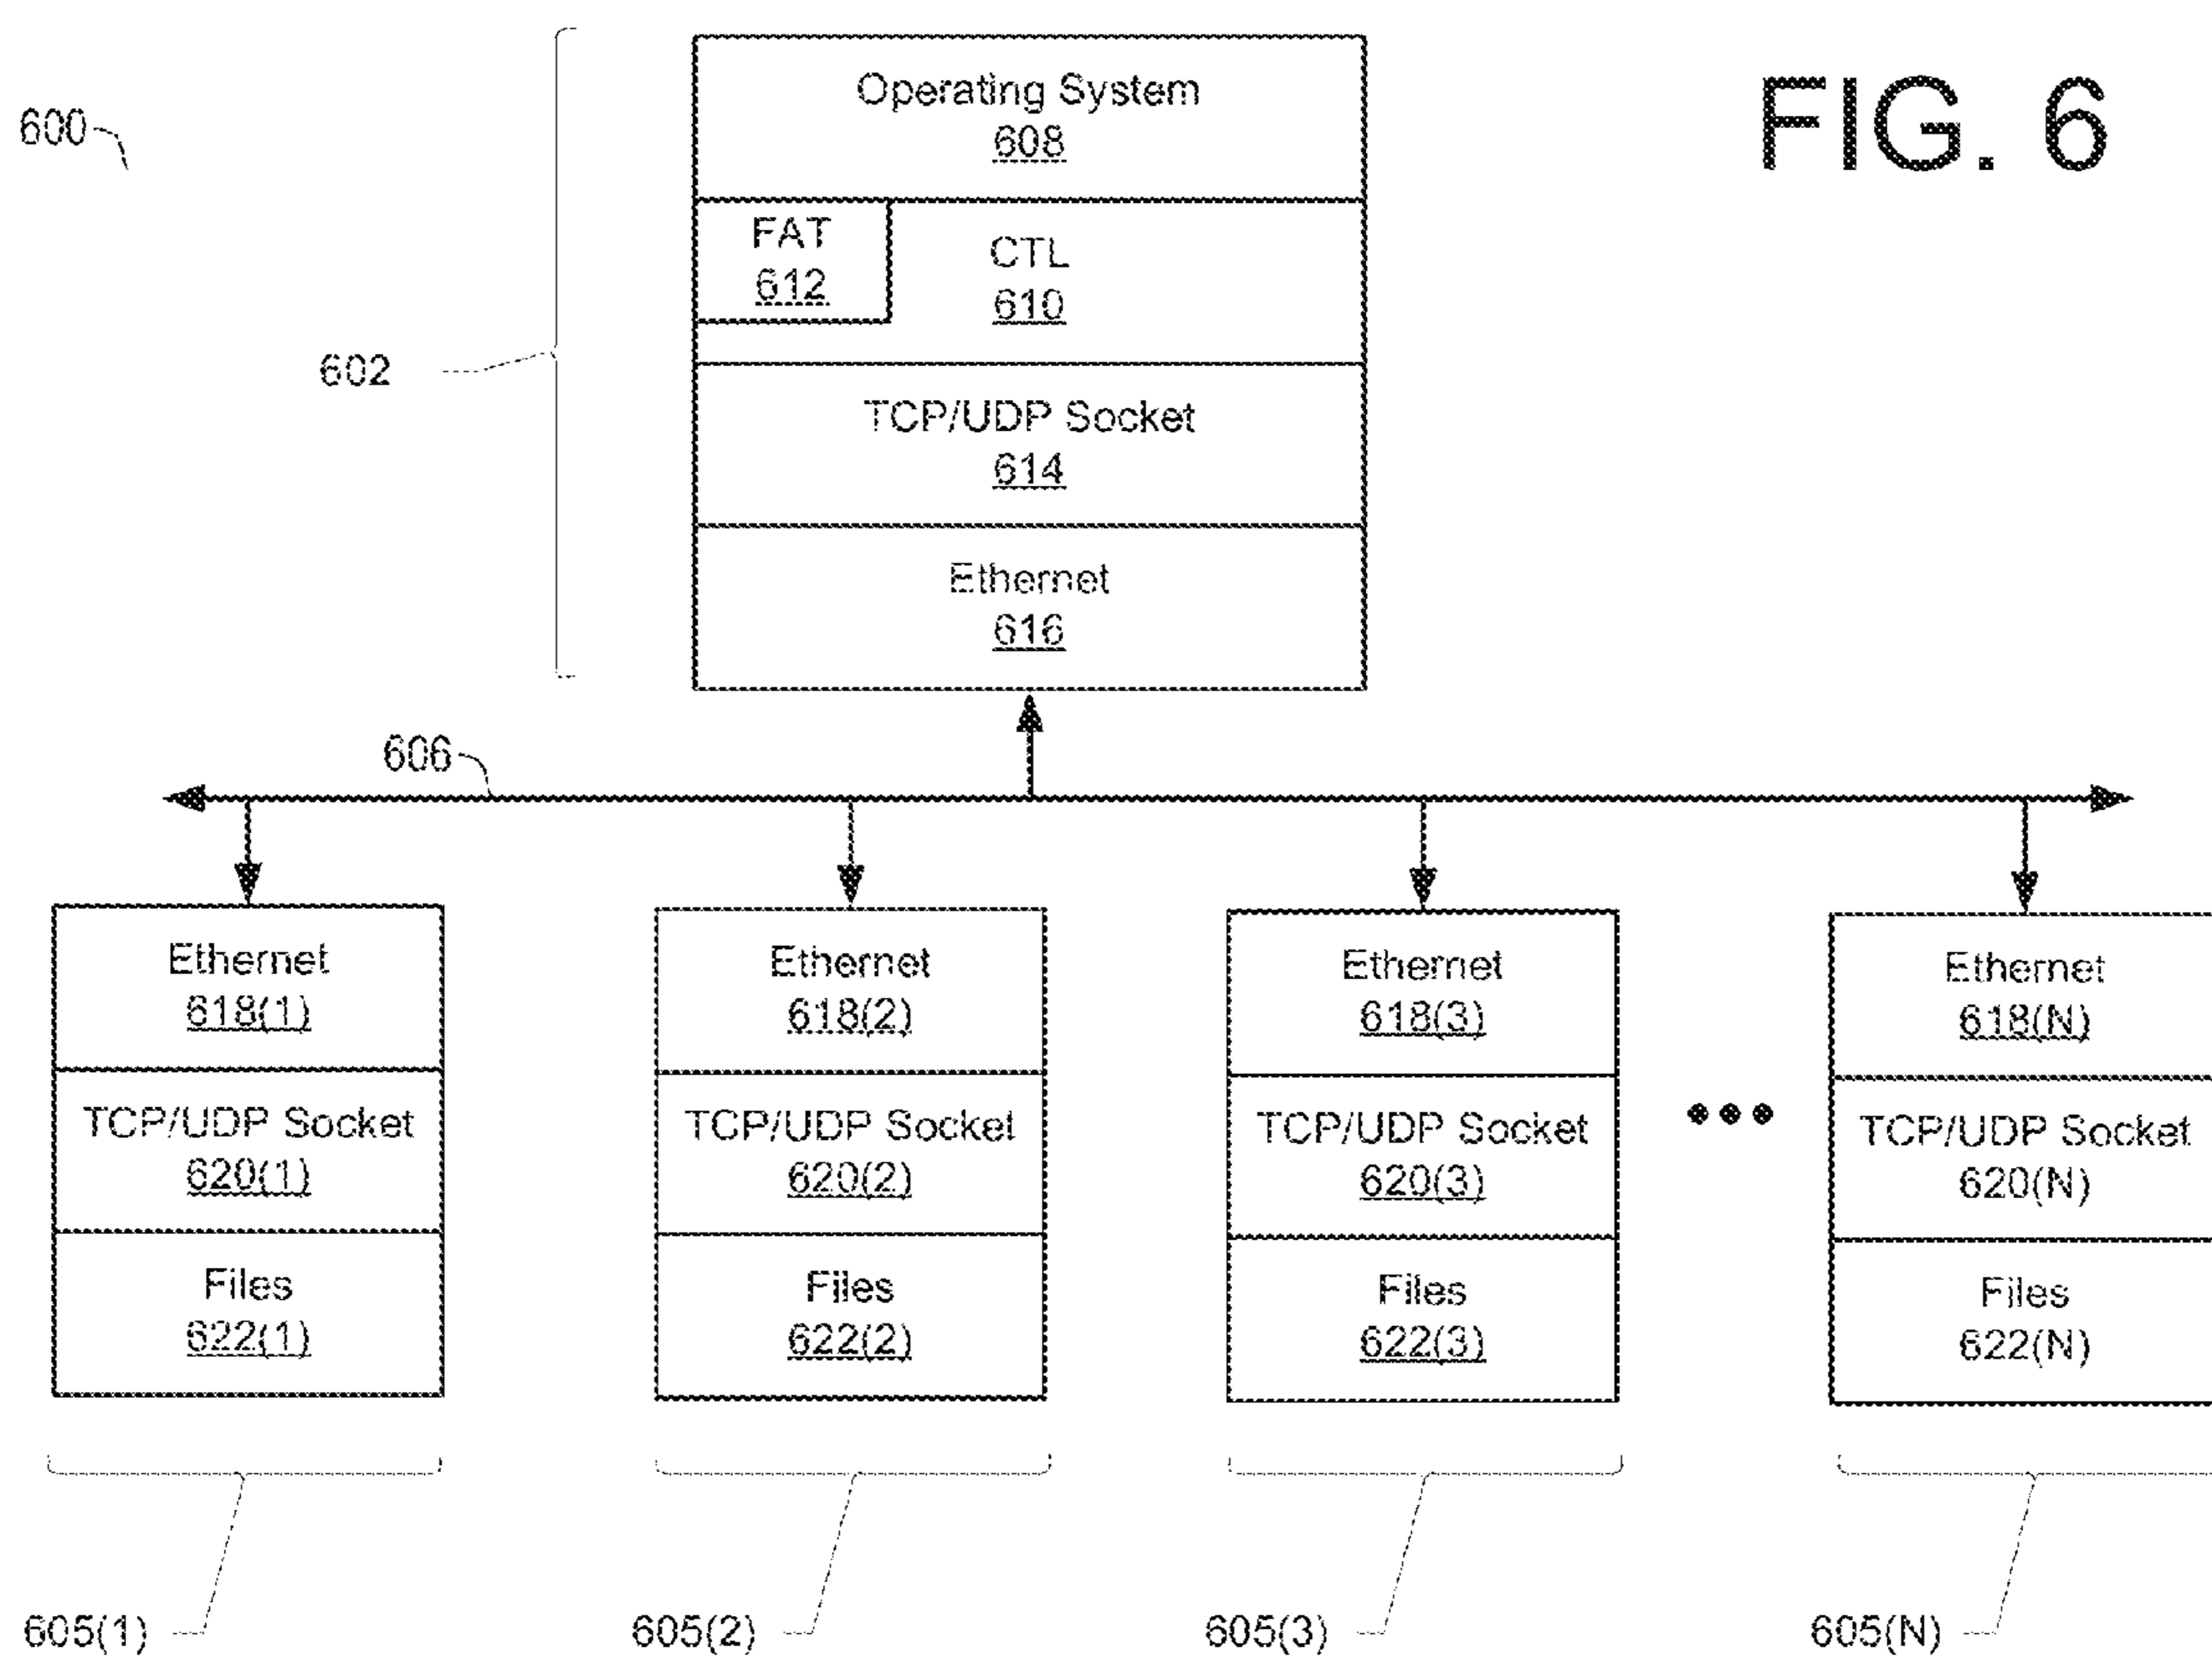 FIG. 6
600
602
Operating System
608
FAT
612
CTL
610
TCP/UDP Socket
614
Ethernet
616
606
Ethernet
618(1)
TCP/UDP Socket
620(1)
Files
622(1)
Ethernet
618(2)
TCP/UDP Socket
620(2)
Files
622(2)
Ethernet
618(3)
TCP/UDP Socket
620(3)
Files
622(3)
Ethernet
618(N)
TCP/UDP Socket
620(N)
Files
622(N)
605(1)
605(2)
605(3)
605(N)